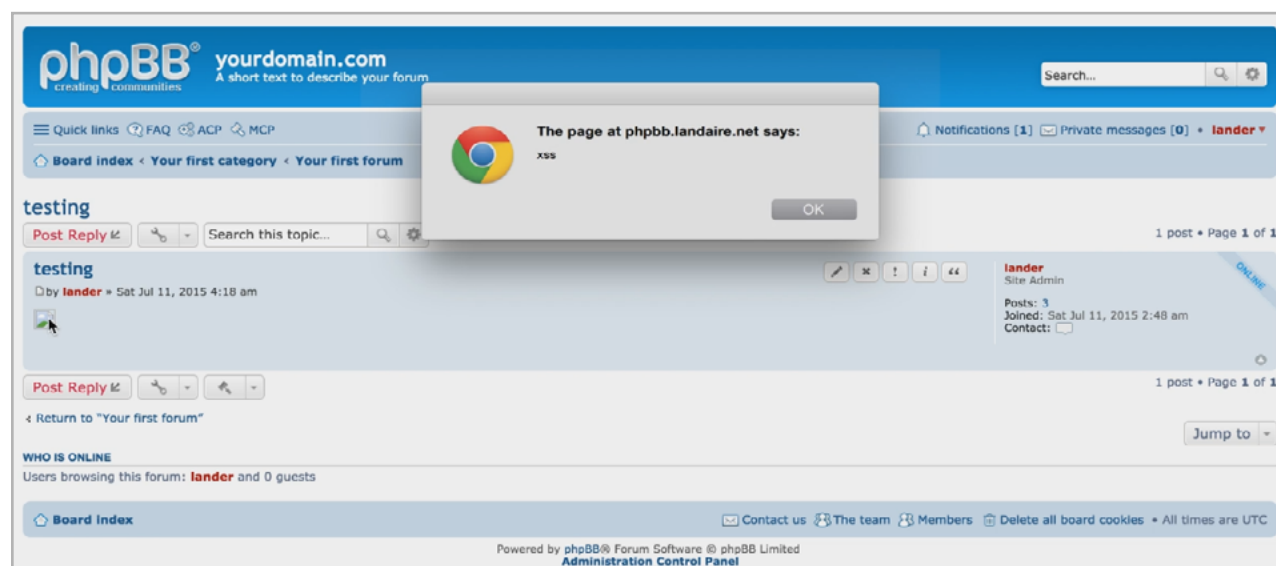 phpBB®
creating communities
yourdomain.com
A short text to describe your forum
Search...
The page at phpbb.landaire.net says:
xss
OK
Quick links FAQ ACP MCP
Notifications [1] Private messages [0] • lander
Board index ‹ Your first category ‹ Your first forum
testing
Post Reply
Search this topic...
1 post • Page 1 of 1
testing
by lander » Sat Jul 11, 2015 4:18 am
lander
Site Admin
Posts: 3
Joined: Sat Jul 11, 2015 2:48 am
Contact:
ONLINE
Post Reply
1 post • Page 1 of 1
Return to "Your first forum"
Jump to
WHO IS ONLINE
Users browsing this forum: lander and 0 guests
Board index
Contact us The team Members Delete all board cookies • All times are UTC
Powered by phpBB® Forum Software © phpBB Limited
Administration Control Panel